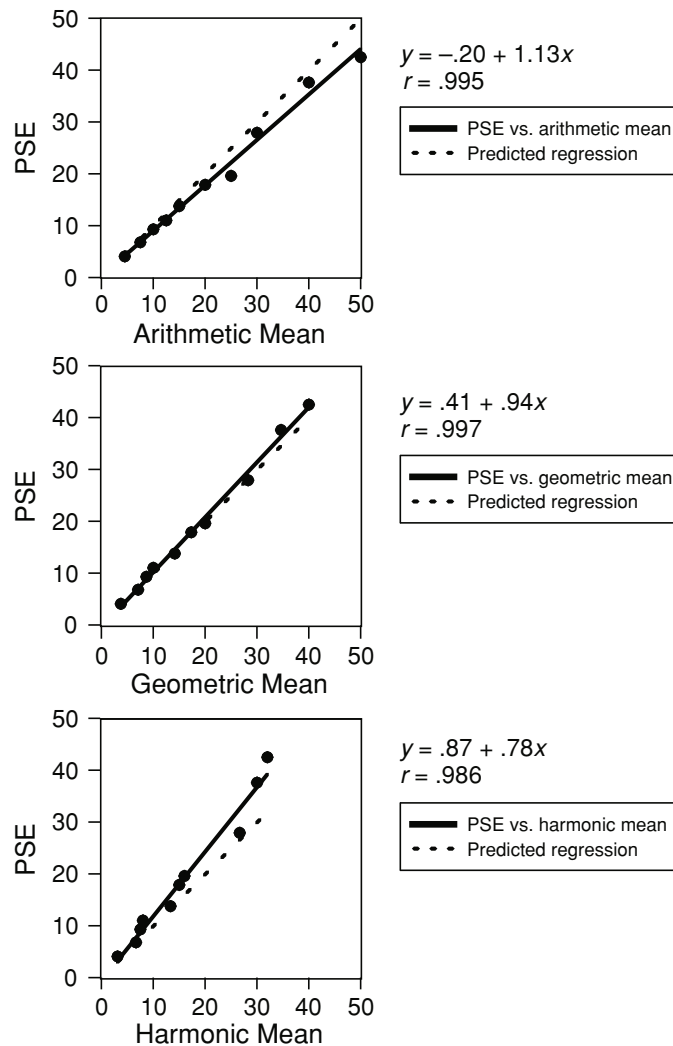 50
40
30
20
10
0
PSE
0 10 20 30 40 50
Arithmetic Mean
y = –.20 + 1.13x
r = .995
PSE vs. arithmetic mean
Predicted regression
50
40
30
20
10
0
PSE
0 10 20 30 40 50
Geometric Mean
y = .41 + .94x
r = .997
PSE vs. geometric mean
Predicted regression
50
40
30
20
10
0
PSE
0 10 20 30 40 50
Harmonic Mean
y = .87 + .78x
r = .986
PSE vs. harmonic mean
Predicted regression